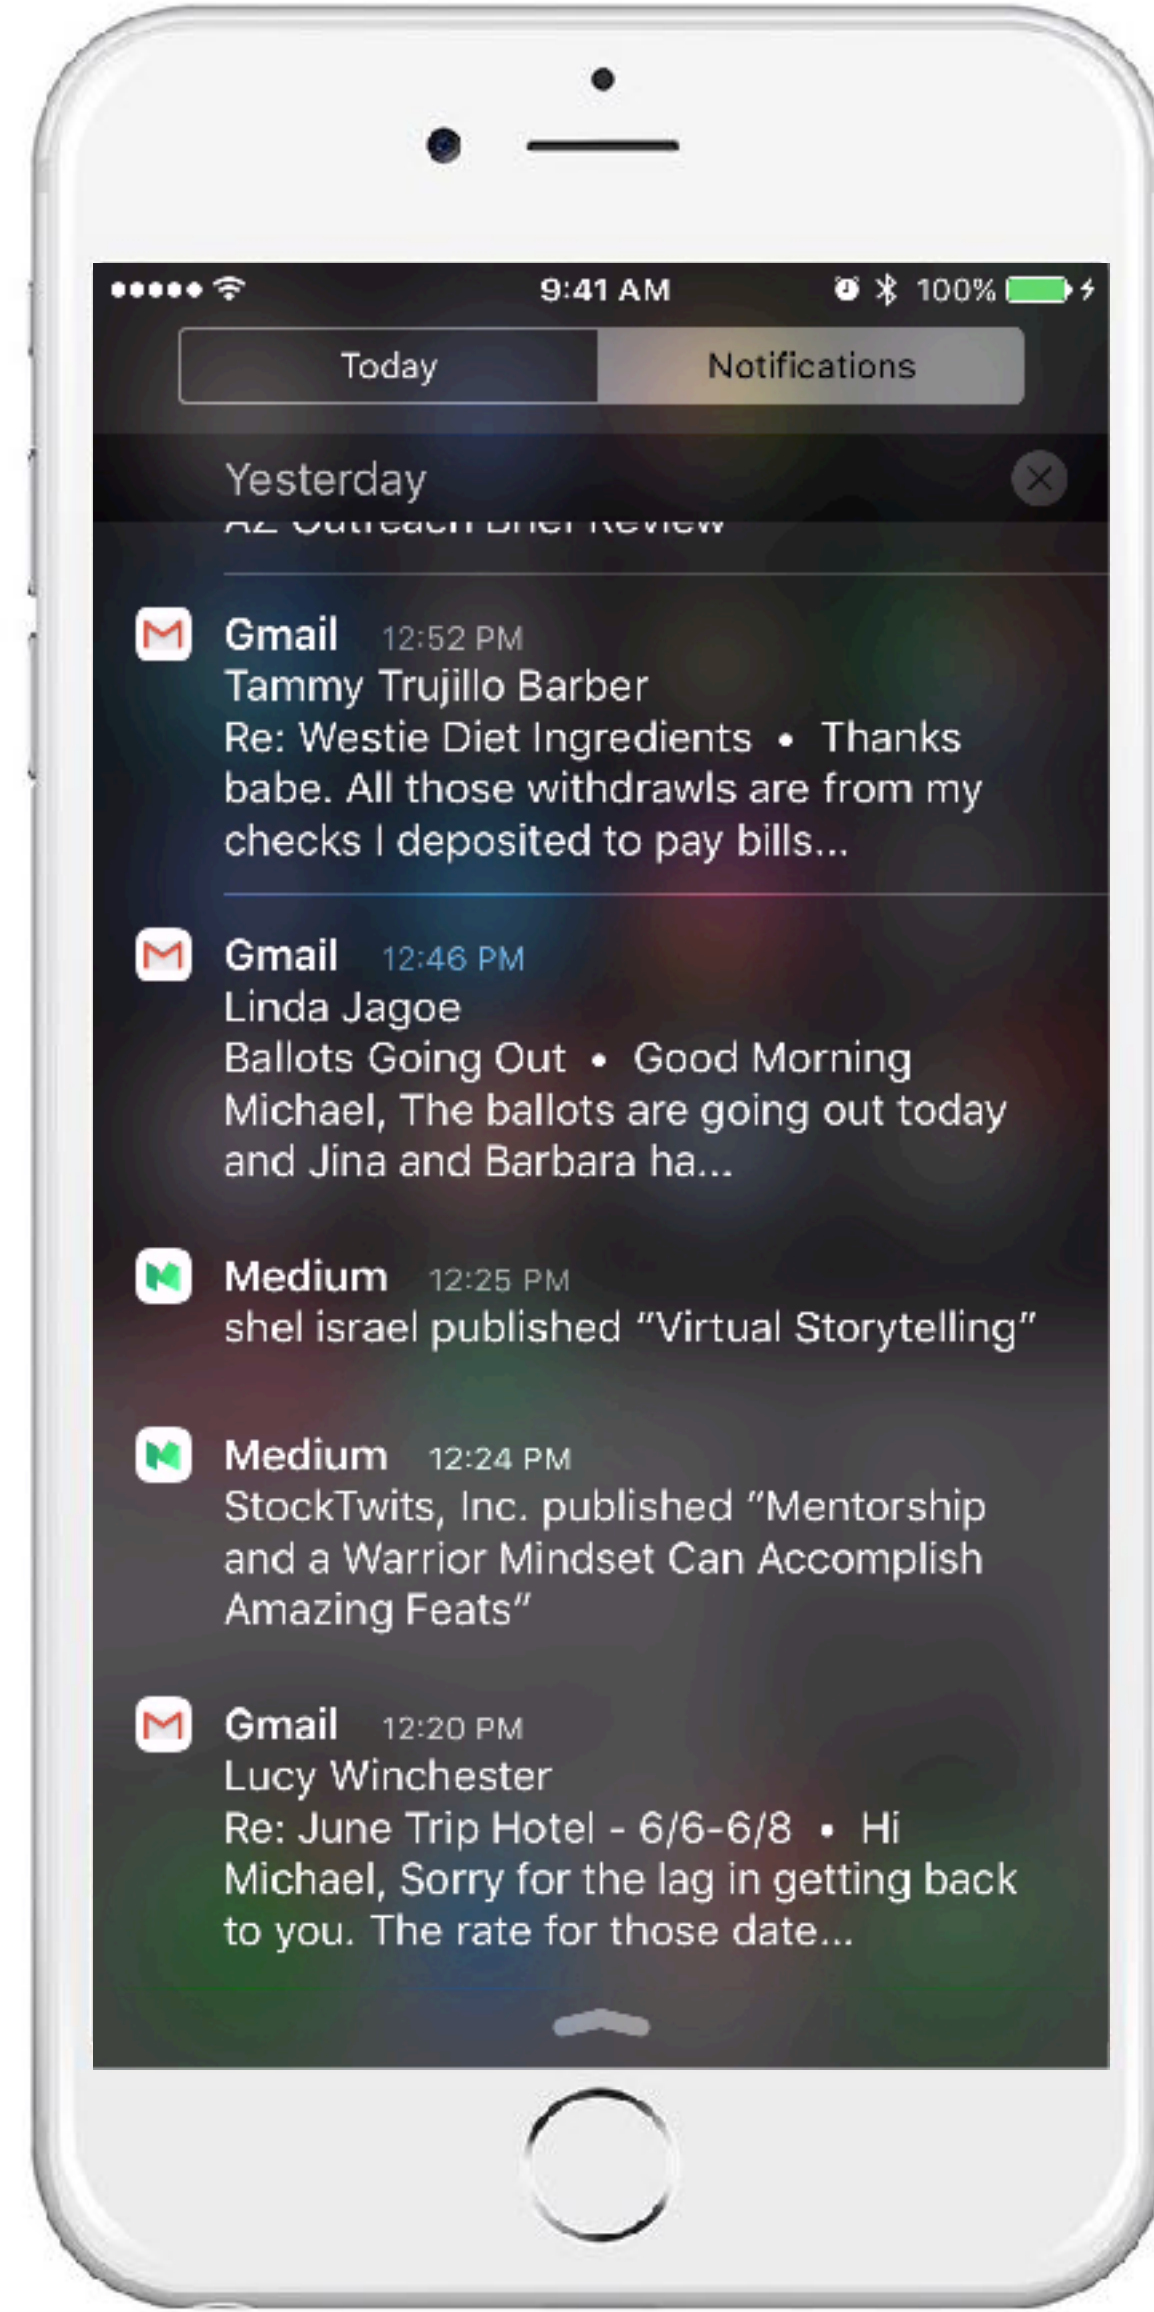 9:41 AM 100%
Today Notifications
Yesterday
AZ Outreach Brief Review
Gmail 12:52 PM
Tammy Trujillo Barber
Re: Westie Diet Ingredients • Thanks
babe. All those withdrawls are from my
checks I deposited to pay bills...
Gmail 12:46 PM
Linda Jagoe
Ballots Going Out • Good Morning
Michael, The ballots are going out today
and Jina and Barbara ha...
Medium 12:25 PM
shel israel published “Virtual Storytelling”
Medium 12:24 PM
StockTwits, Inc. published “Mentorship
and a Warrior Mindset Can Accomplish
Amazing Feats”
Gmail 12:20 PM
Lucy Winchester
Re: June Trip Hotel - 6/6-6/8 • Hi
Michael, Sorry for the lag in getting back
to you. The rate for those date...